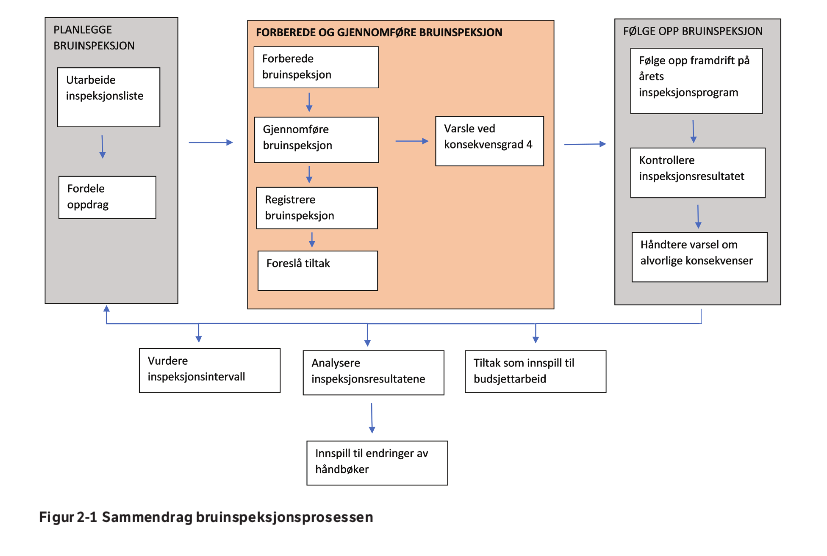 PLANLEGGE
BRUINSPEKSJON
Utarbeide
inspeksjonsliste
Fordele
oppdrag
FORBEREDE OG GJENNOMFØRE BRUINSPEKSJON
Forberede
bruinspeksjon
Gjennomføre
bruinspeksjon
Varsle ved
konsekvensgrad 4
Registrere
bruinspeksjon
Foreslå tiltak
FØLGE OPP BRUINSPEKSJON
Følge opp framdrift på
årets
inspeksjonsprogram
Kontrollere
inspeksjonsresultatet
Håndtere varsel om
alvorlige konsekvenser
Vurdere
inspeksjonsintervall
Analysere
inspeksjonsresultatene
Tiltak som innspill til
budsjettarbeid
Innspill til endringer av
håndbøker
Figur 2-1 Sammendrag bruinspeksjonsprosessen